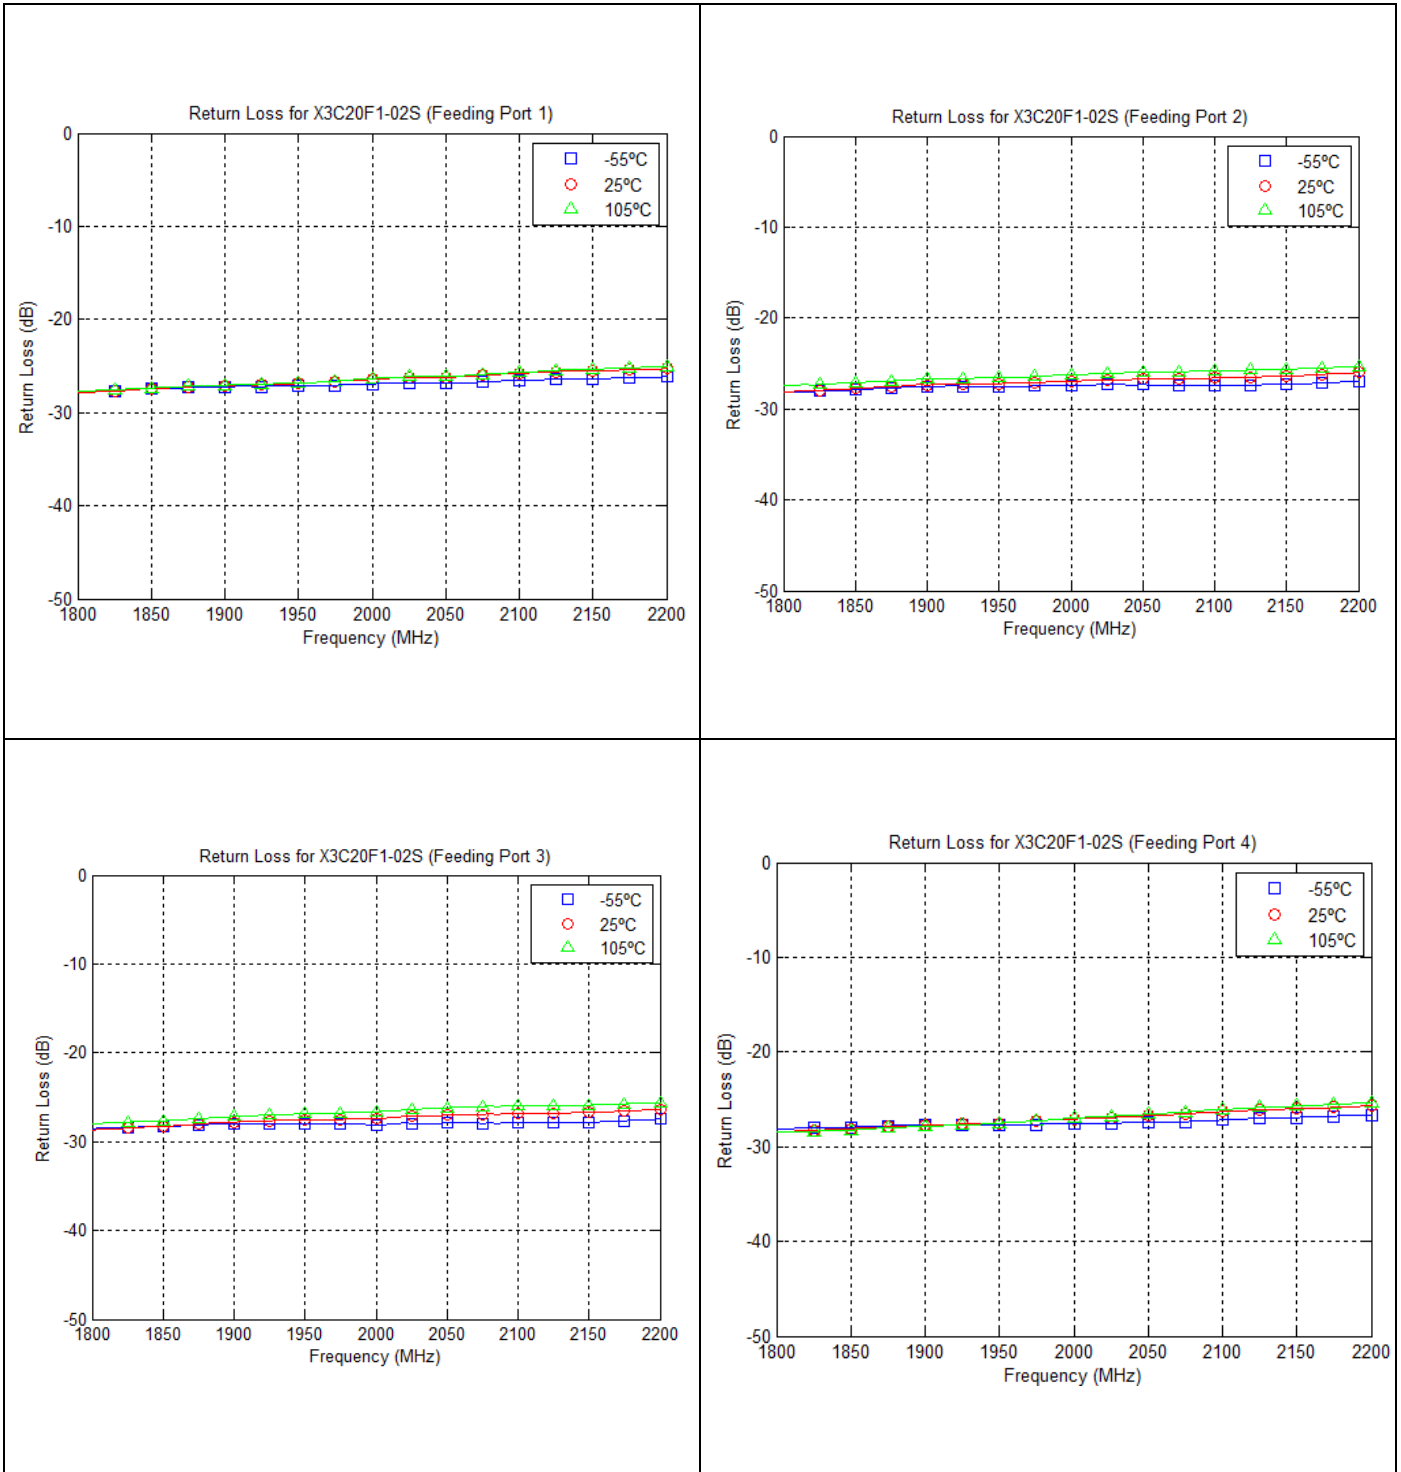 Return Loss for X3C20F1-02S (Feeding Port 1)
0
-10
-20
-30
-40
-50
Return Loss (dB)
-55ºC
25ºC
105ºC
1800 1850 1900 1950 2000 2050 2100 2150 2200
Frequency (MHz)
Return Loss for X3C20F1-02S (Feeding Port 2)
0
-10
-20
-30
-40
-50
Return Loss (dB)
-55ºC
25ºC
105ºC
1800 1850 1900 1950 2000 2050 2100 2150 2200
Frequency (MHz)
Return Loss for X3C20F1-02S (Feeding Port 3)
0
-10
-20
-30
-40
-50
Return Loss (dB)
-55ºC
25ºC
105ºC
1800 1850 1900 1950 2000 2050 2100 2150 2200
Frequency (MHz)
Return Loss for X3C20F1-02S (Feeding Port 4)
0
-10
-20
-30
-40
-50
Return Loss (dB)
-55ºC
25ºC
105ºC
1800 1850 1900 1950 2000 2050 2100 2150 2200
Frequency (MHz)